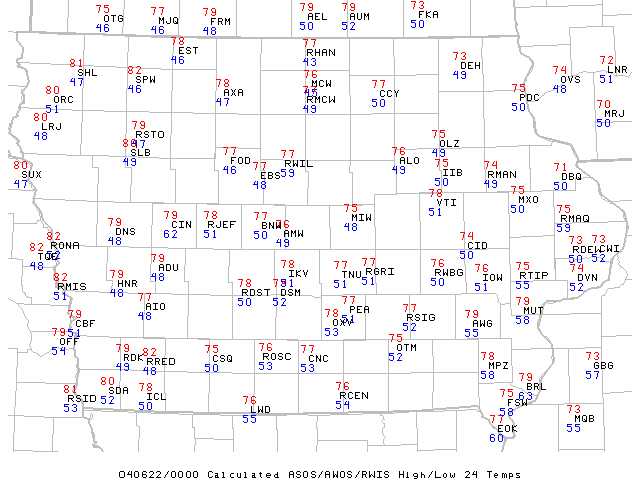 75 OTG 46
77 MJQ 46
79 FRM 48
79 AEL 50
79 AUM 52
73 FKA 50
78 EST 46
77 RHAN 43
73 DEH 49
81 SHL 47
82 SPW 46
78 AXA 47
76 MCW
RMCW 49
77 CCY 50
75 PDC 50
74 OVS 48
72 LNR 51
70 MRJ 50
80 ORC 51
80 LRJ 48
79 RSTO 47
SLB 49
77 FOD 46
77 EBS 48
77 RWIL 59
76 ALO 49
75 OLZ 49
75 IIB 50
74 RMAN 49
71 DBQ 50
80 SUX 47
78 VTI 51
75 MXO 50
75 RMAQ 59
79 DNS 48
79 CIN 62
78 RJEF 51
77 BNW 50
76 AMW 49
75 MIW 48
74 CID 50
73 RDEW 50
73 CWI 52
82 RONA
82 48
82 RMIS 51
79 HNR 48
79 ADU 48
78 IKV 51
77 TNU 51
77 RGRI 51
76 RWBG 50
76 IOW 51
75 RTIP 55
74 DVN 52
77 AIO 48
78 RDST 50
75 DSM 52
77 PEA 51
78 OXV 53
77 RSIG 52
79 AWG 55
79 MUT 58
79 CBF 51
79 OFF 54
79 RDK 49
82 RRED 48
75 CSQ 50
76 ROSC 53
77 CNC 53
75 OTM 52
78 MPZ 58
73 GBG 57
81 RSID 53
80 SDA 52
78 ICL 50
76 LWD 55
76 RCEN 54
79 BRL 63
75 FSW 58
77 EOK 60
73 MQB 55
040622/0000 Calculated ASOS/AWOS/RWIS High/Low 24 Temps